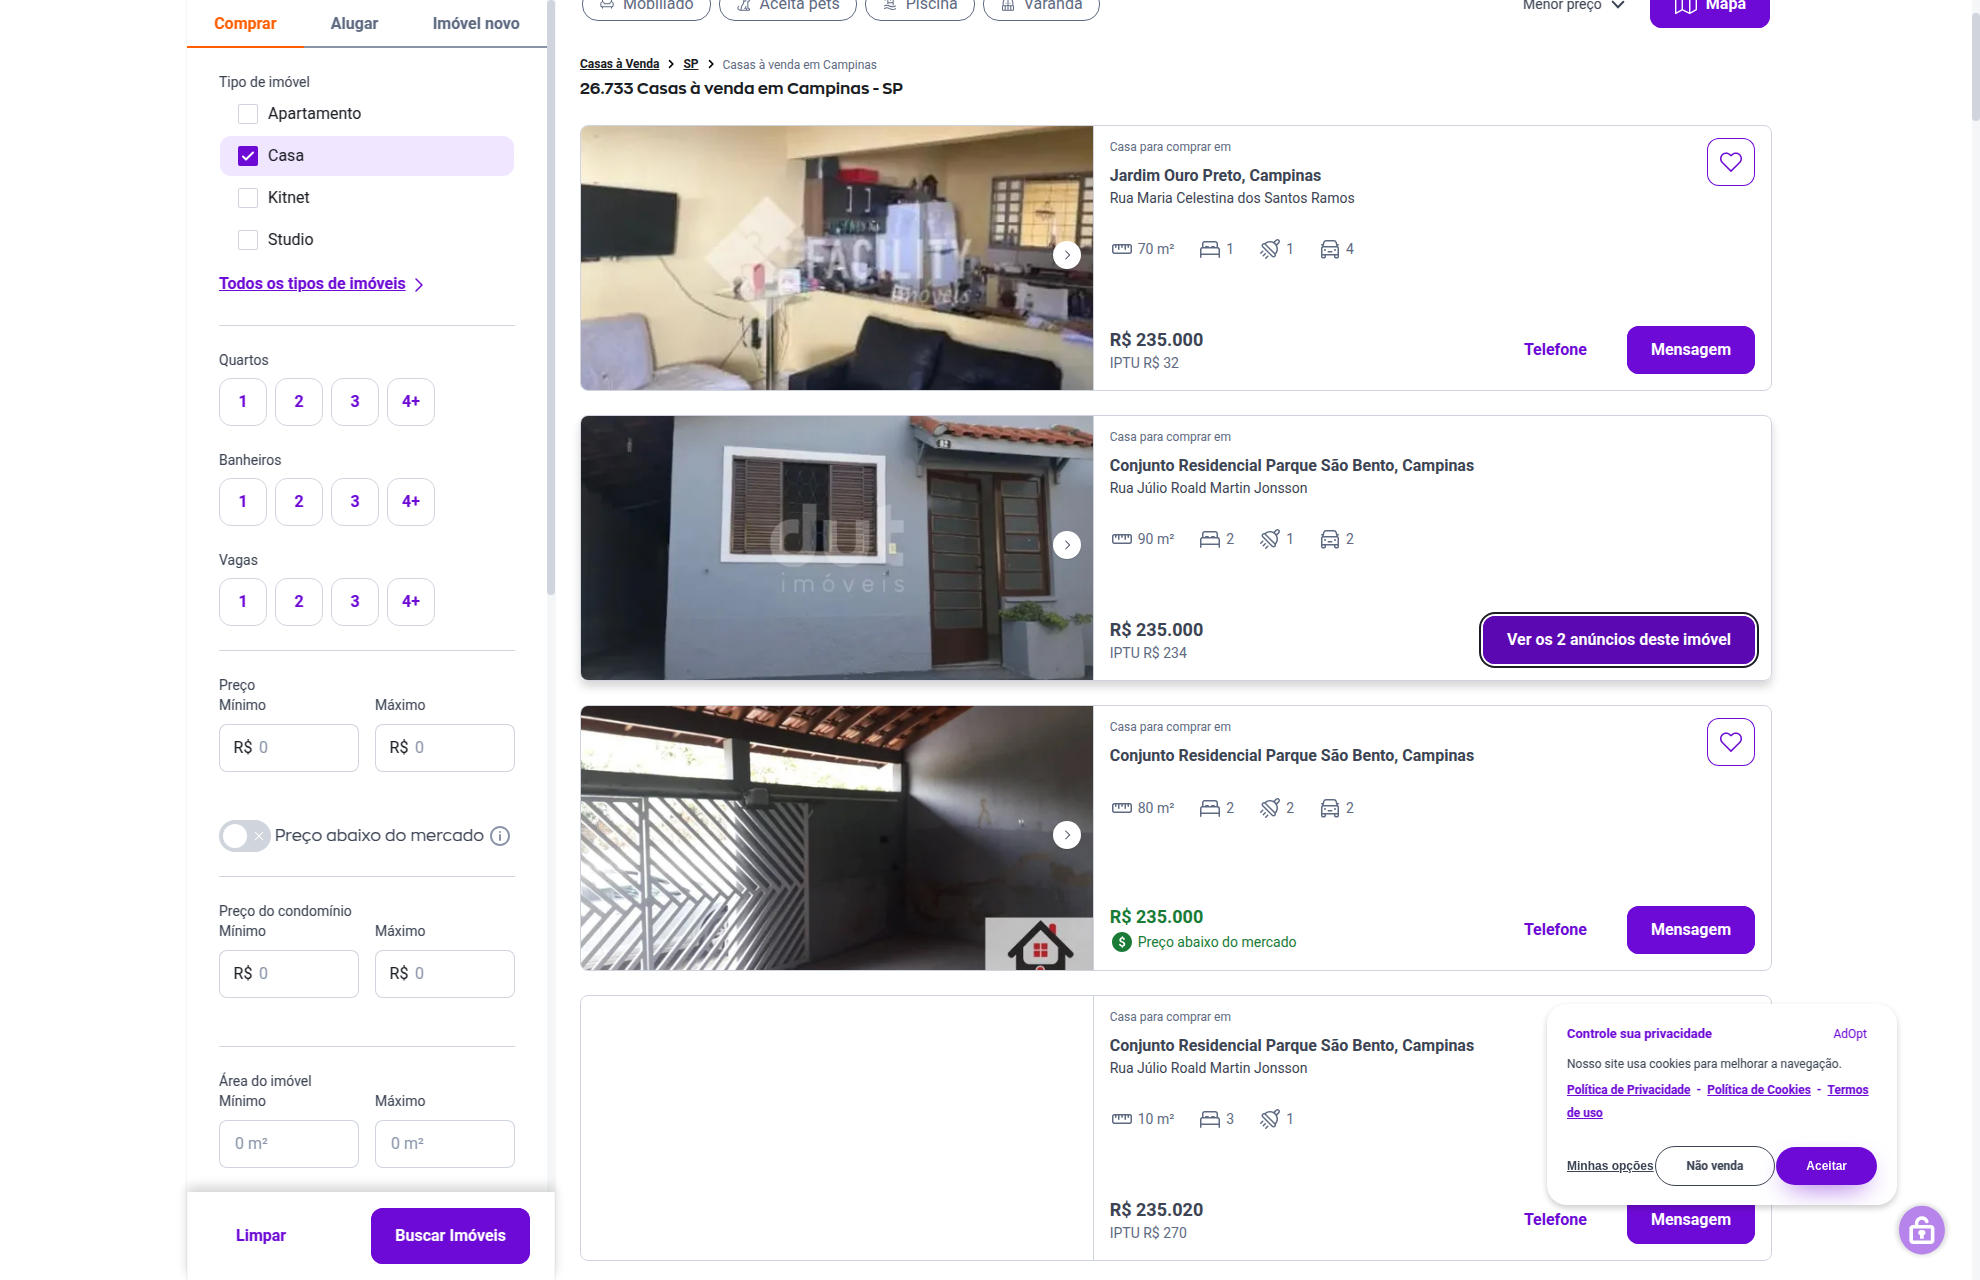 Comprar
Alugar
Imóvel novo
Tipo de imóvel
Apartamento
Casa
Kitnet
Studio
Todos os tipos de imóveis
Quartos
1 2 3 4+
Banheiros
1 2 3 4+
Vagas
1 2 3 4+
Preço
Mínimo Máximo
R$ 0 R$ 0
Preço abaixo do mercado
Preço do condomínio
Mínimo Máximo
R$ 0 R$ 0
Área do imóvel
Mínimo Máximo
0 m² 0 m²
Limpar
Buscar Imóveis
Mobiliado
Aceita pets
Piscina
Varanda
Menor preço
Mapa
Casas à Venda > SP > Casas à venda em Campinas
26.733 Casas à venda em Campinas - SP
FACILITY
imóveis
Casa para comprar em
Jardim Ouro Preto, Campinas
Rua Maria Celestina dos Santos Ramos
70 m² 1 1 4
R$ 235.000
IPTU R$ 32
Telefone
Mensagem
82
dut
imóveis
Casa para comprar em
Conjunto Residencial Parque São Bento, Campinas
Rua Júlio Roald Martin Jonsson
90 m² 2 1 2
R$ 235.000
IPTU R$ 234
Ver os 2 anúncios deste imóvel
Casa para comprar em
Conjunto Residencial Parque São Bento, Campinas
80 m² 2 2 2
R$ 235.000
$ Preço abaixo do mercado
Telefone
Mensagem
Casa para comprar em
Conjunto Residencial Parque São Bento, Campinas
Rua Júlio Roald Martin Jonsson
10 m² 3 1
R$ 235.020
IPTU R$ 270
Telefone
Mensagem
Controle sua privacidade
AdOpt
Nosso site usa cookies para melhorar a navegação.
Política de Privacidade - Política de Cookies - Termos
de uso
Minhas opções
Não venda
Aceitar